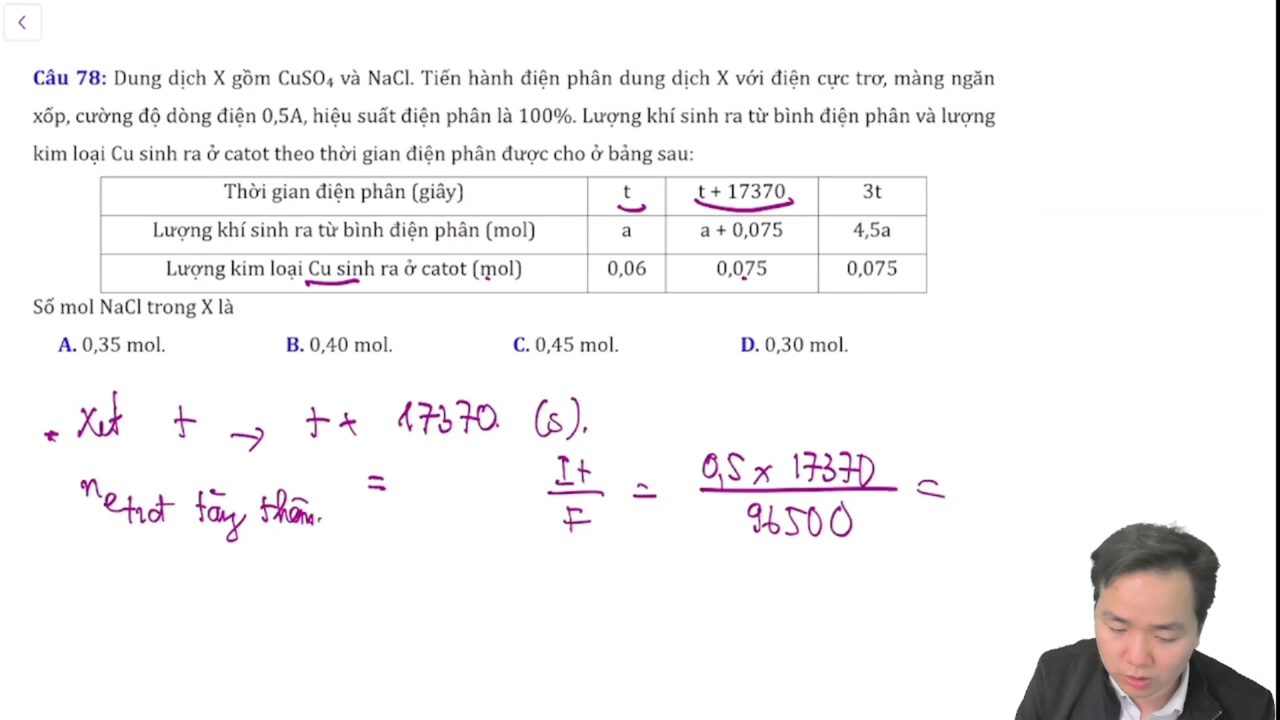 Câu 78: Dung dịch X gồm CuSO₄ và NaCl. Tiến hành điện phân dung dịch X với điện cực trơ, màng ngăn
xốp, cường độ dòng điện 0,5A, hiệu suất điện phân là 100%. Lượng khí sinh ra từ bình điện phân và lượng
kim loại Cu sinh ra ở catot theo thời gian điện phân được cho ở bảng sau:
Thời gian điện phân (giây) t t + 17370 3t
Lượng khí sinh ra từ bình điện phân (mol) a a + 0,075 4,5a
Lượng kim loại Cu sinh ra ở catot (mol) 0,06 0,075 0,075
Số mol NaCl trong X là
A. 0,35 mol. B. 0,40 mol. C. 0,45 mol. D. 0,30 mol.
Xét t → t + 17370 (s).
n e trđ tăng thêm. = It/F = 0,5 x 17370 / 96500 =